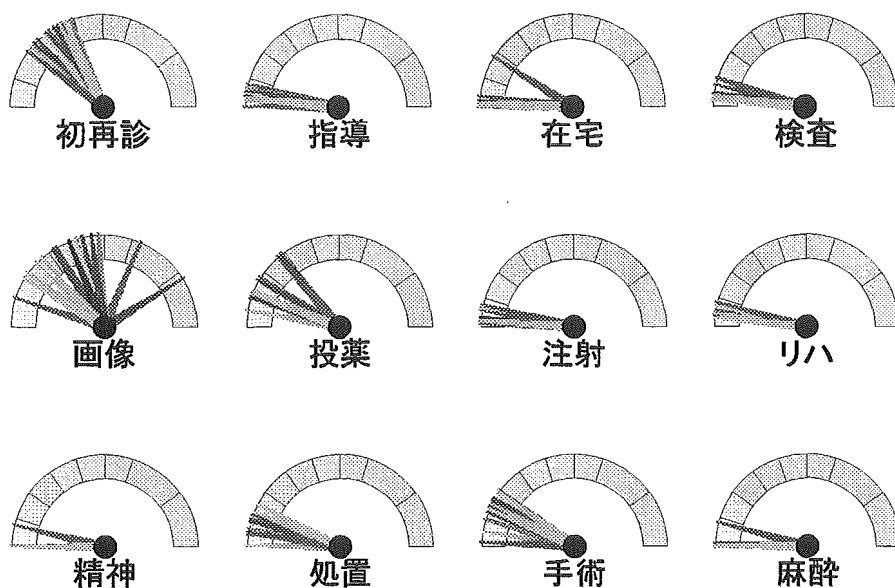 初再診 指導 在宅 検査
画像 投薬 注射 リハ
精神 処置 手術 麻酔